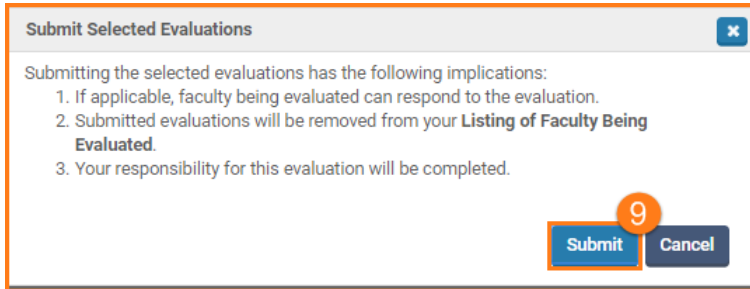 Submit Selected Evaluations
x
Submitting the selected evaluations has the following implications:
1. If applicable, faculty being evaluated can respond to the evaluation.
2. Submitted evaluations will be removed from your Listing of Faculty Being
Evaluated.
3. Your responsibility for this evaluation will be completed.
9
Submit Cancel